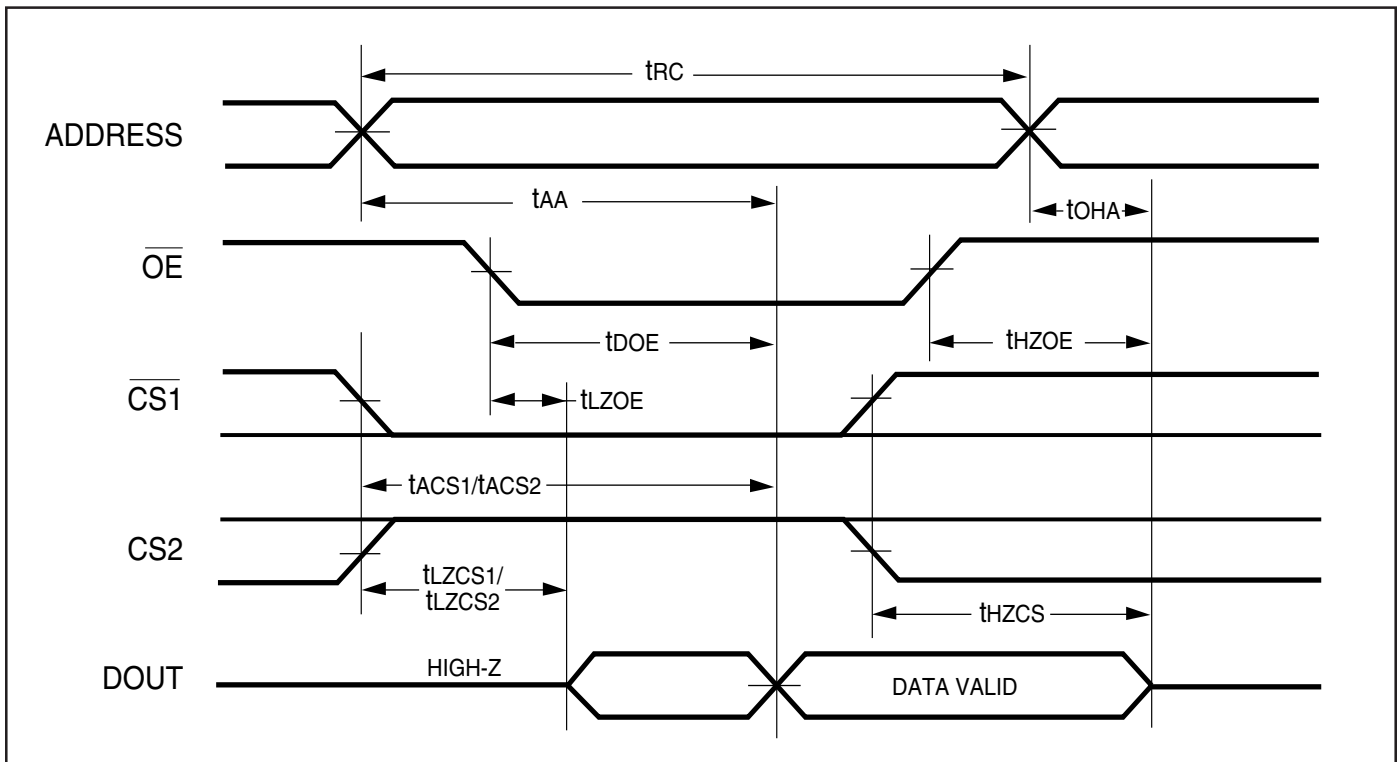 tRC
ADDRESS
tAA
tOHA
OE
tDOE
tHZOE
CS1
tLZOE
tACS1/tACS2
CS2
tLZCS1/
tLZCS2
tHZCS
DOUT
HIGH-Z
DATA VALID